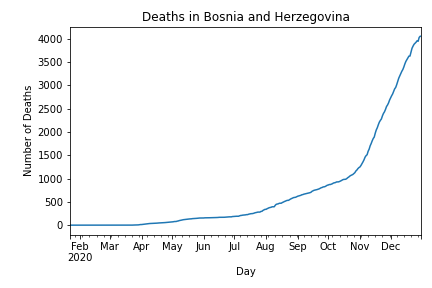 Deaths in Bosnia and Herzegovina
4000
3500
3000
2500
2000
1500
1000
500
0
Number of Deaths
Feb Mar Apr May Jun Jul Aug Sep Oct Nov Dec
2020
Day